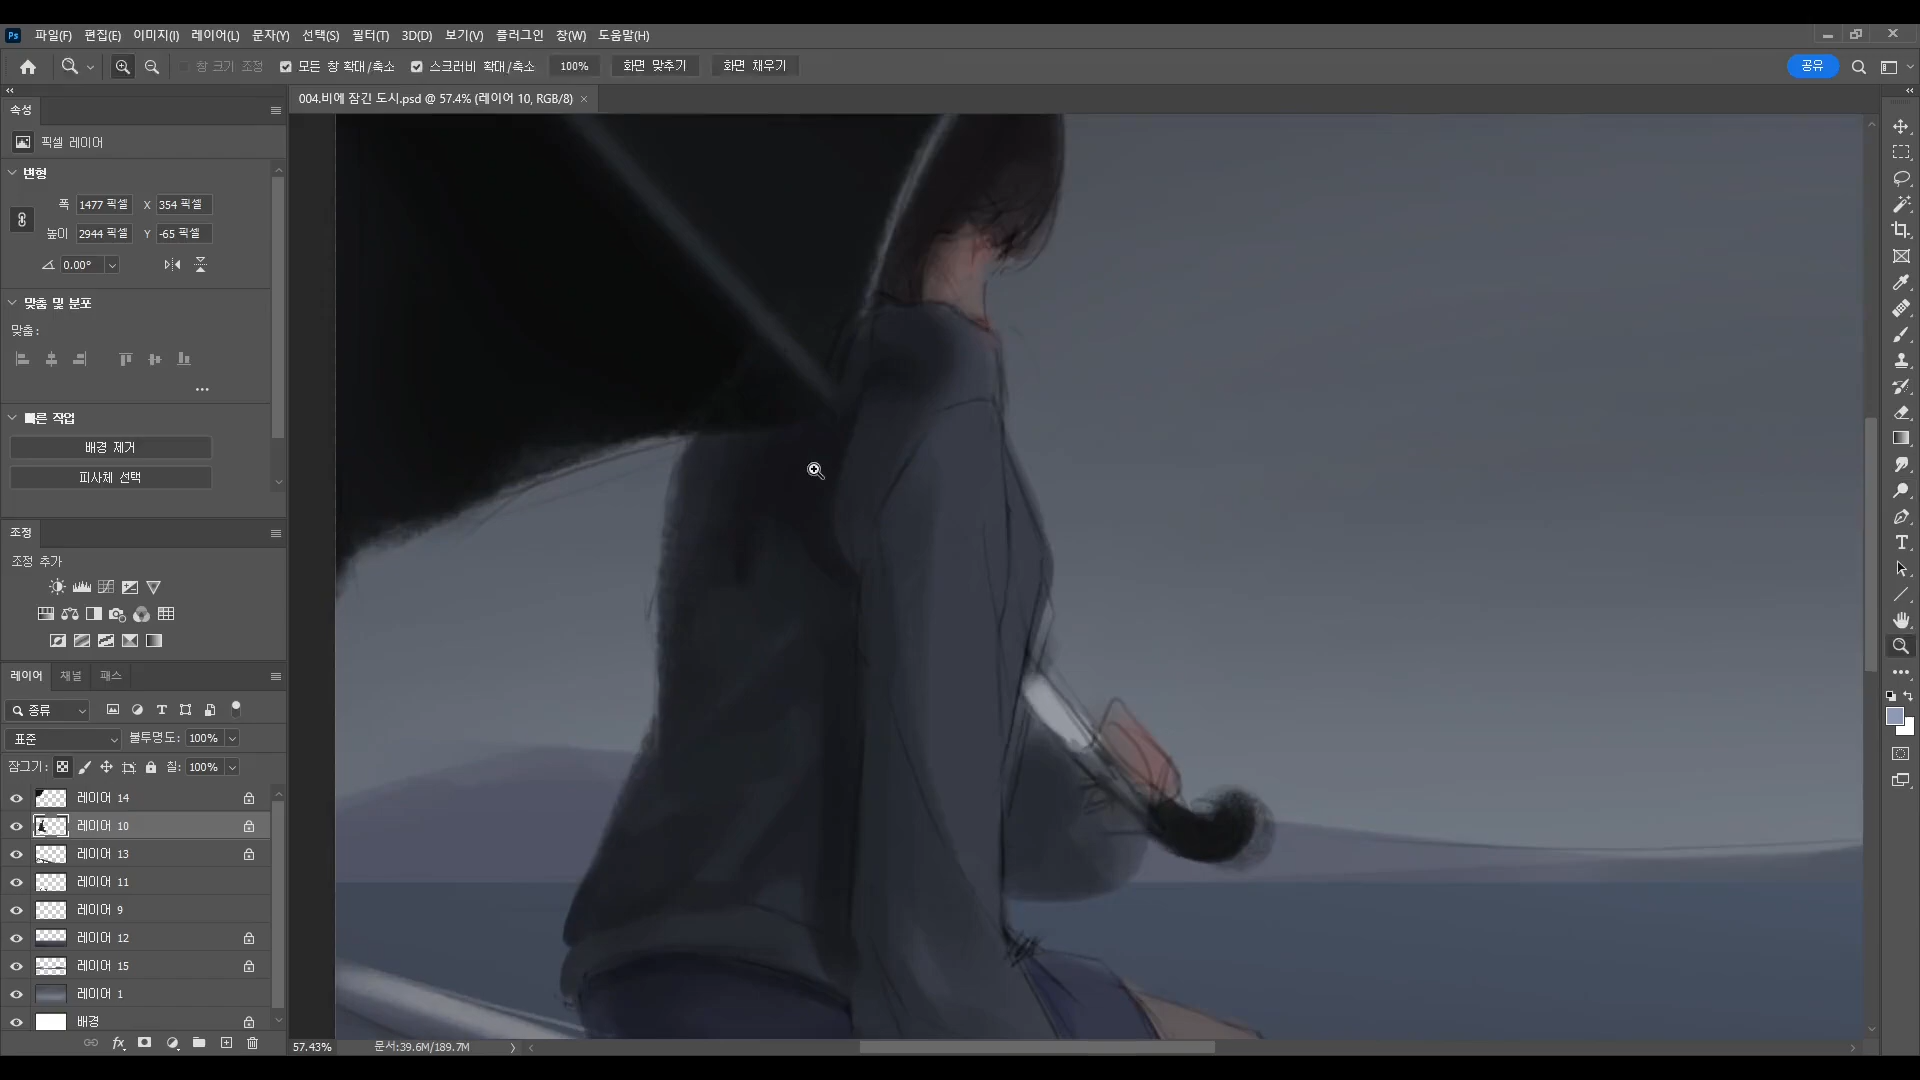 Ps 파일(F) 편집(E) 이미지(I) 레이어(L) 문자(Y) 선택(S) 필터(T) 3D(D) 보기(V) 플러그인 창(W) 도움말(H)
창 크기 조정 모든 창 확대/축소 스크러비 확대/축소 100% 화면 맞추기 화면 채우기 공유
004.비에 잠긴 도시.psd @ 57.4% (레이어 10, RGB/8)
속성
픽셀 레이어
변형
폭 1477 픽셀 X 354 픽셀
높이 2944 픽셀 Y -65 픽셀
0.00°
맞춤 및 분포
맞춤:
빠른 작업
배경 제거
피사체 선택
조정
조정 추가
레이어 채널 패스
종류
표준 불투명도: 100%
잠그기: 칠: 100%
레이어 14
레이어 10
레이어 13
레이어 11
레이어 9
레이어 12
레이어 15
레이어 1
배경
57.43% 문서:39.6M/189.7M